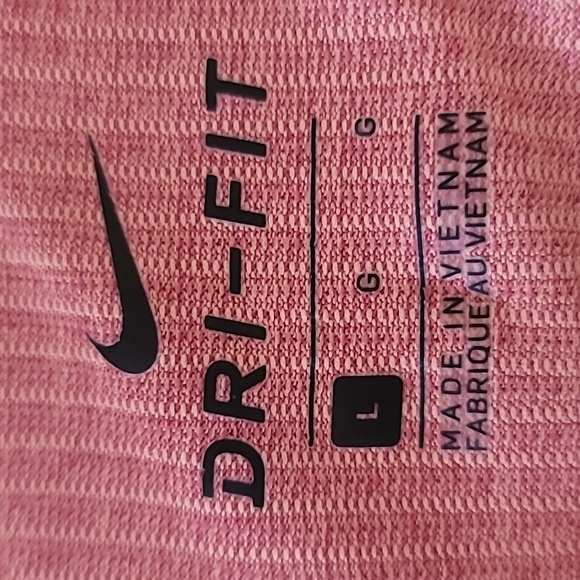 DRI-FIT
L G G
MADE IN VIETNAM
FABRIQUE AU VIETNAM